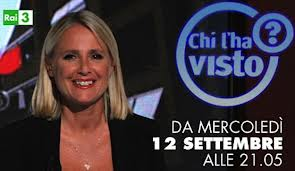 Rai 3
Chi l'ha
visto
?
DA MERCOLEDÌ
12 SETTEMBRE
ALLE 21.05